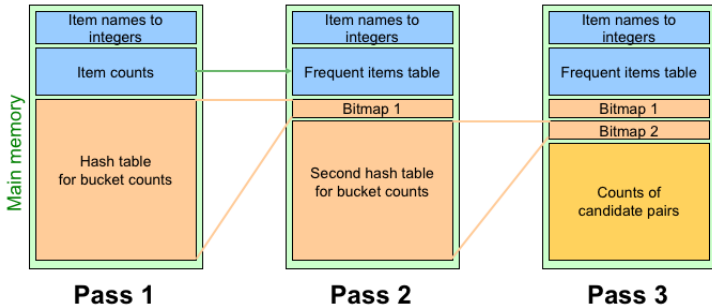 Main memory
Item names to
integers
Item counts
Hash table
for bucket counts
Pass 1
Item names to
integers
Frequent items table
Bitmap 1
Second hash table
for bucket counts
Pass 2
Item names to
integers
Frequent items table
Bitmap 1
Bitmap 2
Counts of
candidate pairs
Pass 3